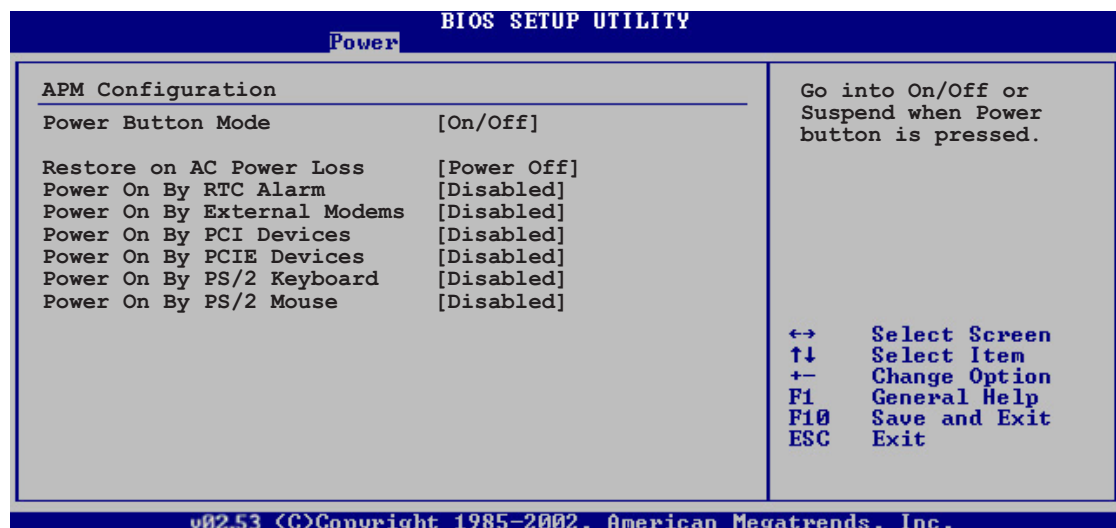 BIOS SETUP UTILITY
Power
APM Configuration
Power Button Mode [On/Off]
Restore on AC Power Loss [Power Off]
Power On By RTC Alarm [Disabled]
Power On By External Modems [Disabled]
Power On By PCI Devices [Disabled]
Power On By PCIE Devices [Disabled]
Power On By PS/2 Keyboard [Disabled]
Power On By PS/2 Mouse [Disabled]
Go into On/Off or
Suspend when Power
button is pressed.
←→ Select Screen
↑↓ Select Item
+- Change Option
F1 General Help
F10 Save and Exit
ESC Exit
v02.53 (C)Copyright 1985-2002, American Megatrends, Inc.